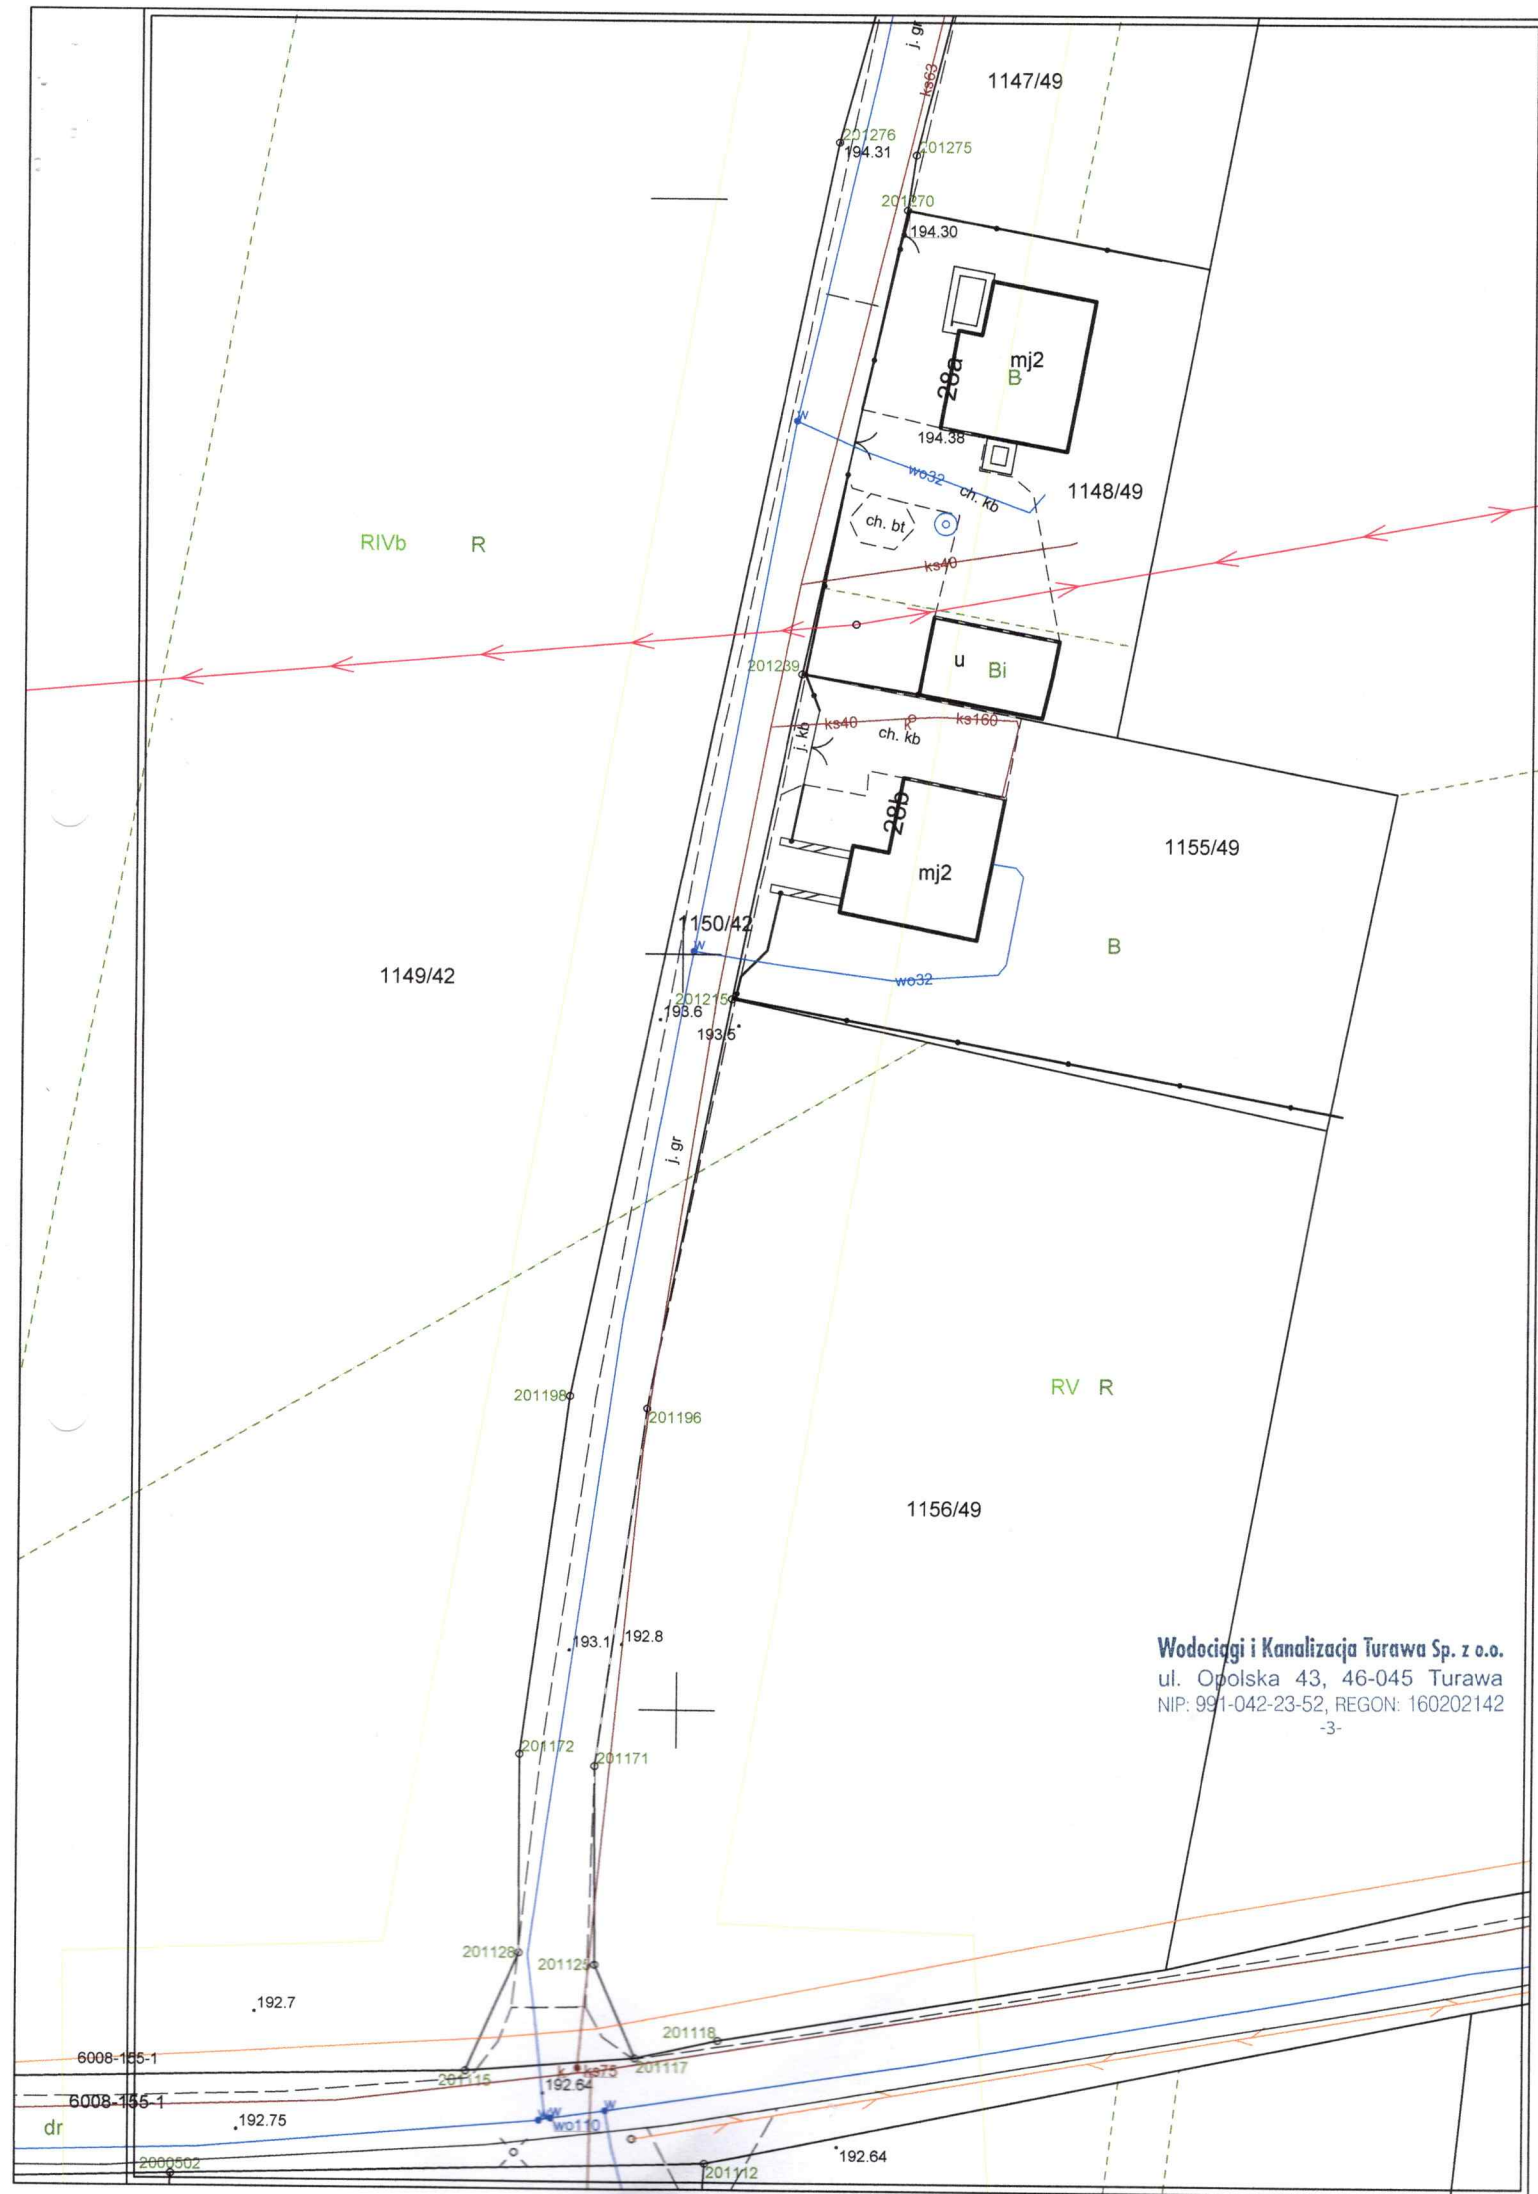 j. gr
ks63
1147/49
201276
194.31
201275
201270
194.30
mj2
28a
B
w
194.38
wo32
ch. kb
1148/49
ch. bt
RIVb R
ks40
u Bi
201239
ks40
k
ks160
j. kb
ch. kb
28b
1155/49
mj2
1150/42
w
B
1149/42
wo32
201215
193.6
193.5
j. gr
201198
201196
RV R
1156/49
193.1
192.8
Wodociągi i Kanalizacja Turawa Sp. z o.o.
ul. Opolska 43, 46-045 Turawa
NIP: 991-042-23-52, REGON: 160202142
-3-
201172
201171
201128
201125
192.7
201118
6008-155-1
201115
k
ks75
201117
192.64
6008-155-1
w
w
wo110
w
dr
192.75
192.64
2000502
201112